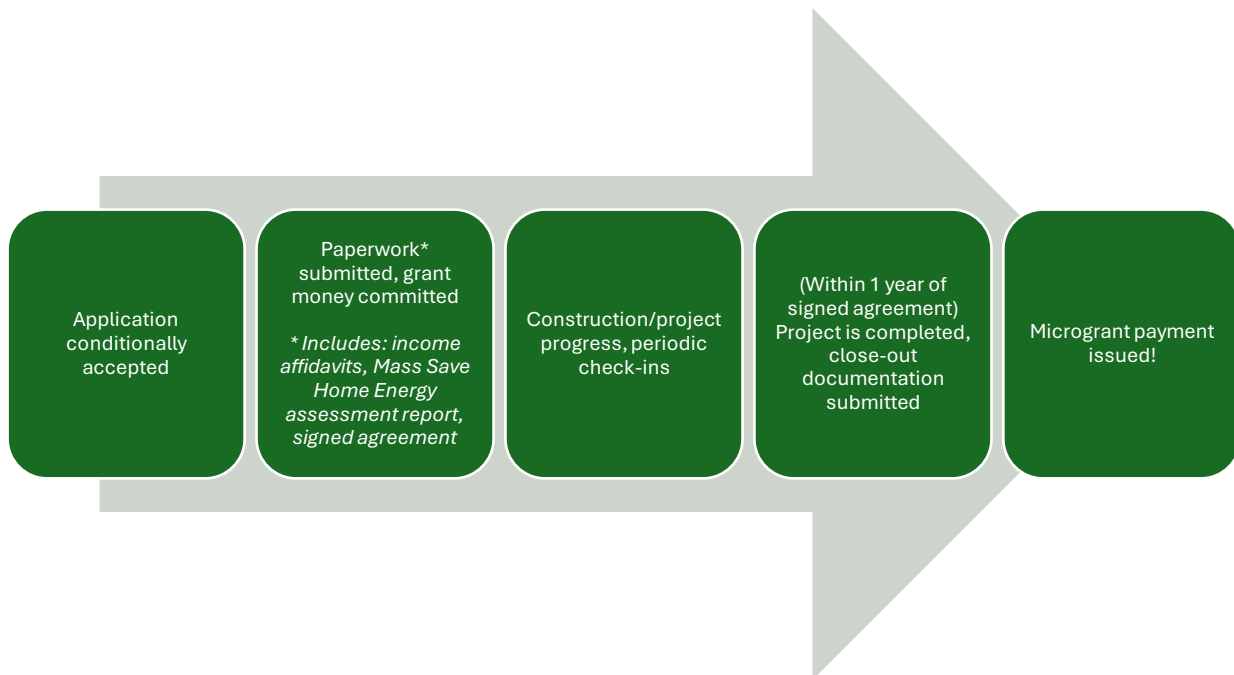 Application
conditionally
accepted
Paperwork*
submitted, grant
money committed
* Includes: income
affidavits, Mass Save
Home Energy
assessment report,
signed agreement
Construction/project
progress, periodic
check-ins
(Within 1 year of
signed agreement)
Project is completed,
close-out
documentation
submitted
Microgrant payment
issued!